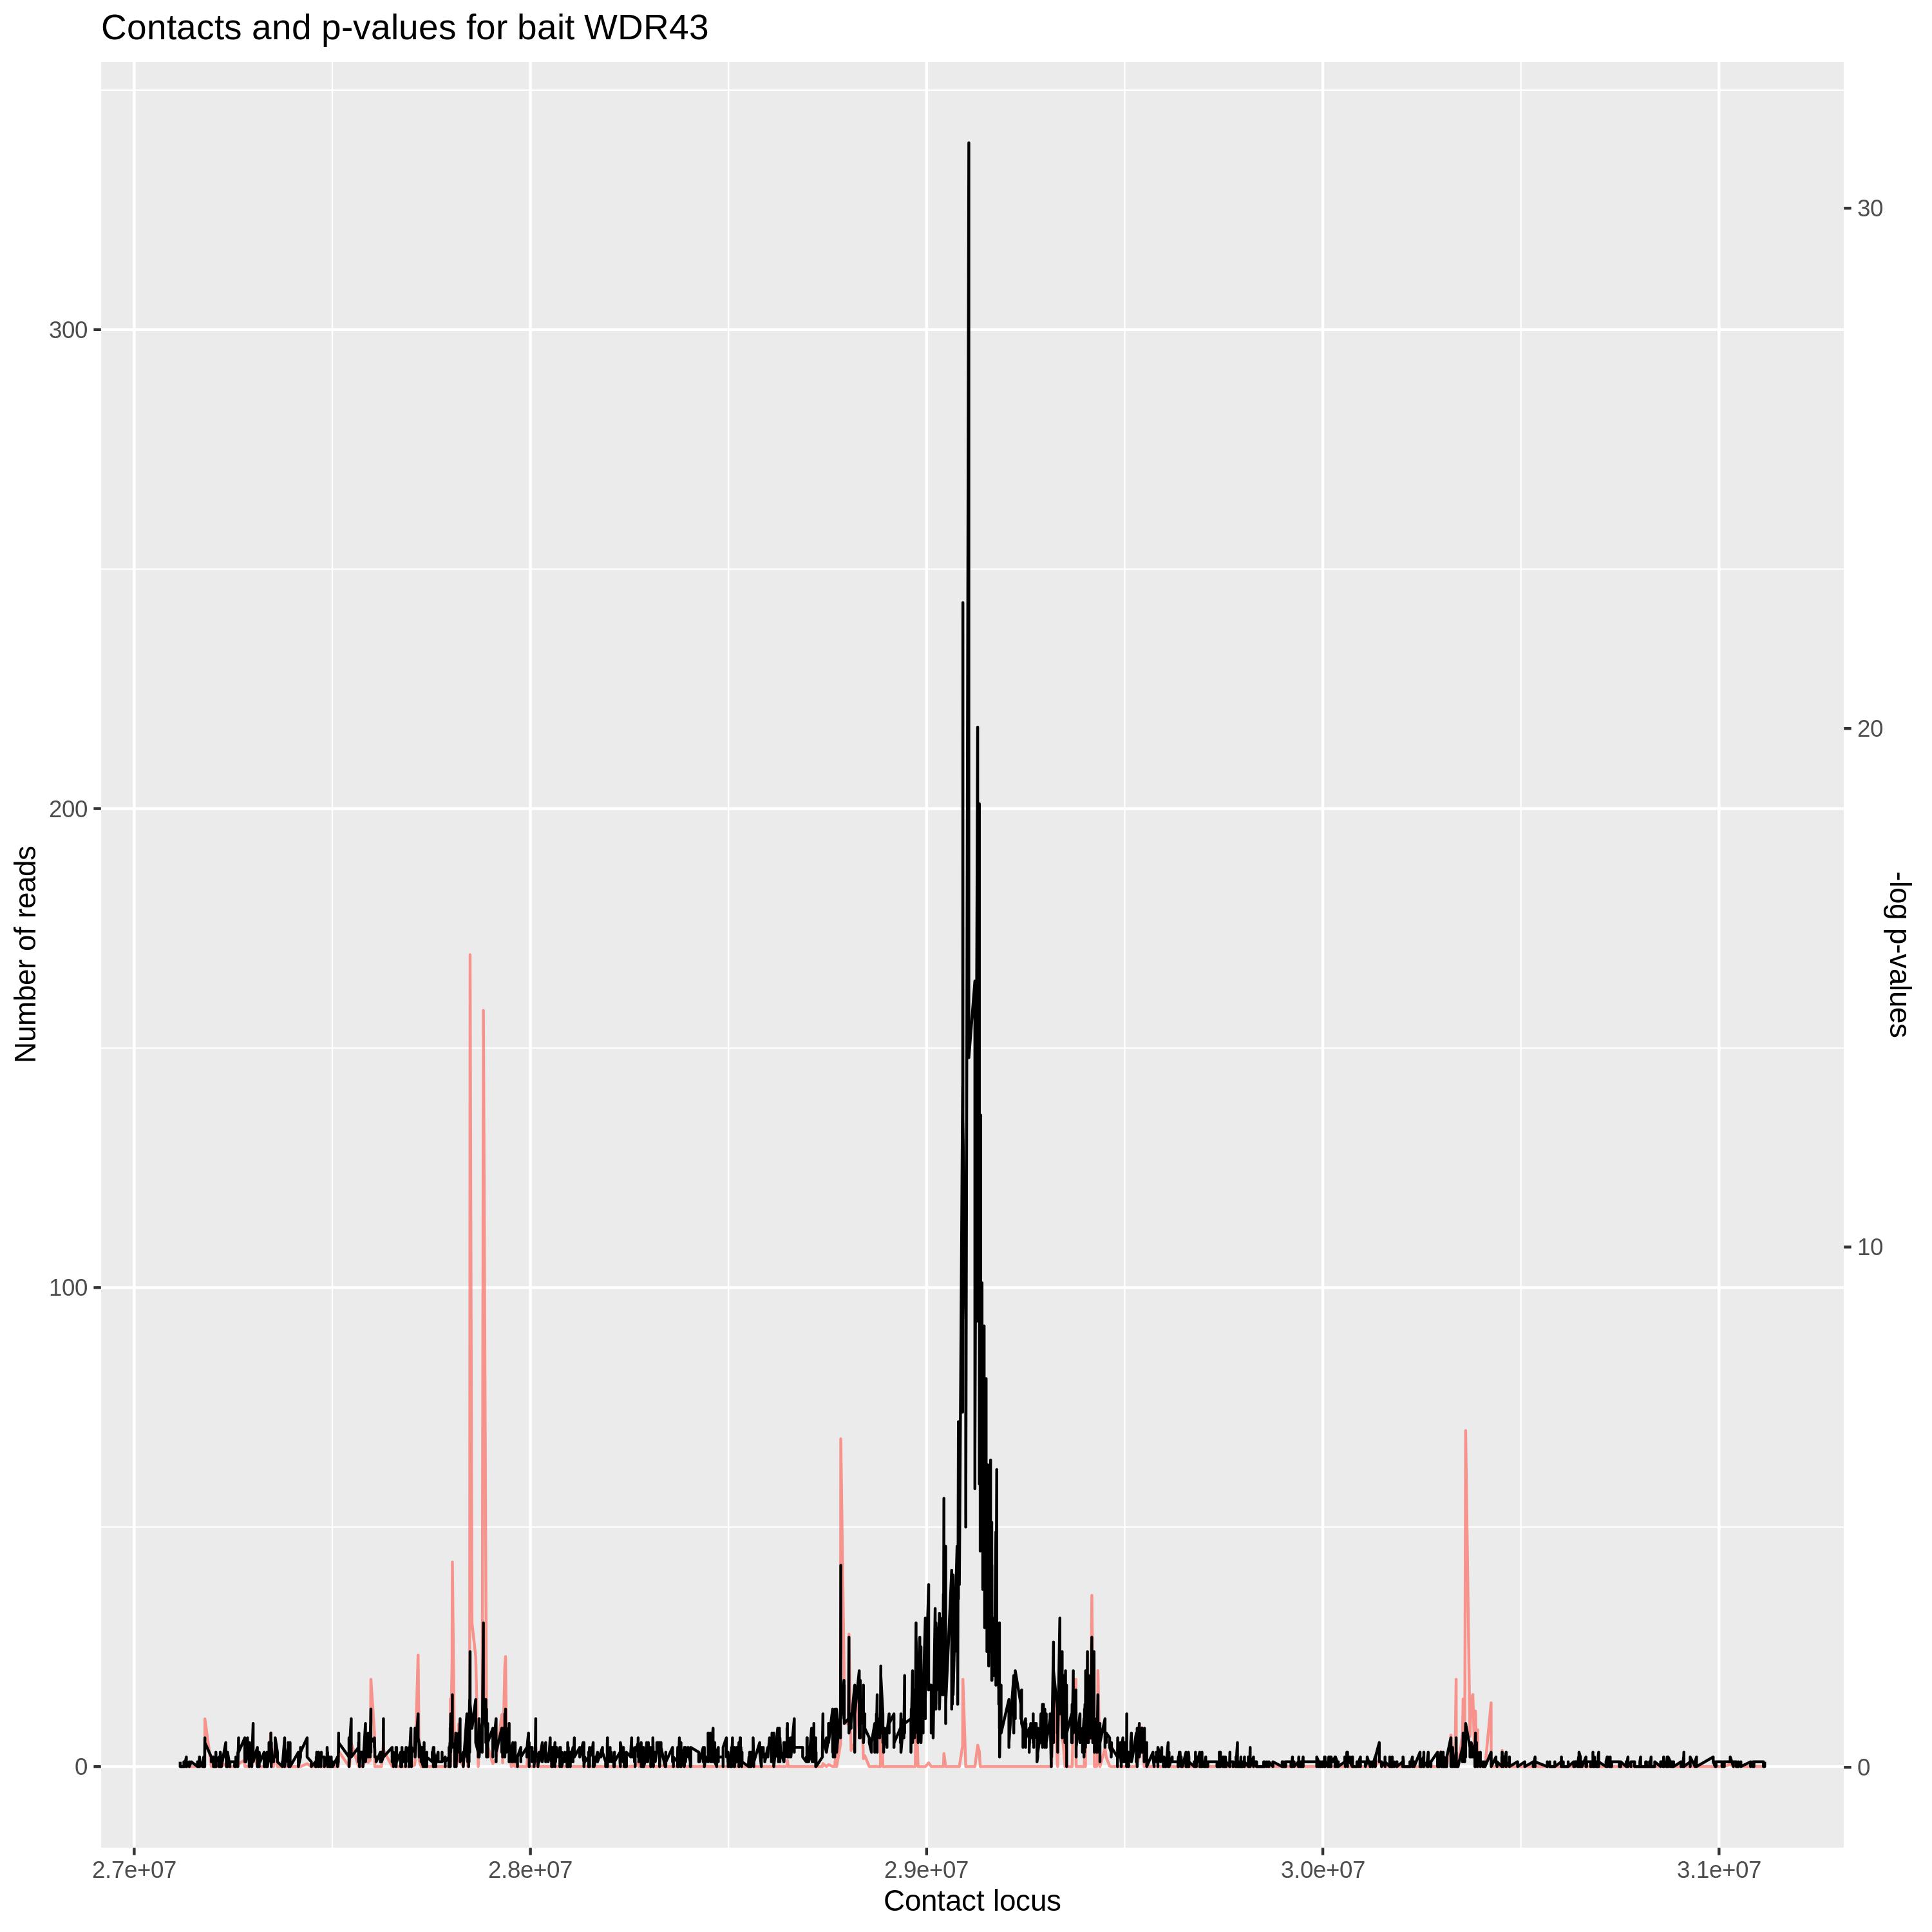 Contacts and p-values for bait WDR43
300
200
100
0
Number of reads
30
20
10
0
-log p-values
2.7e+07
2.8e+07
2.9e+07
3.0e+07
3.1e+07
Contact locus